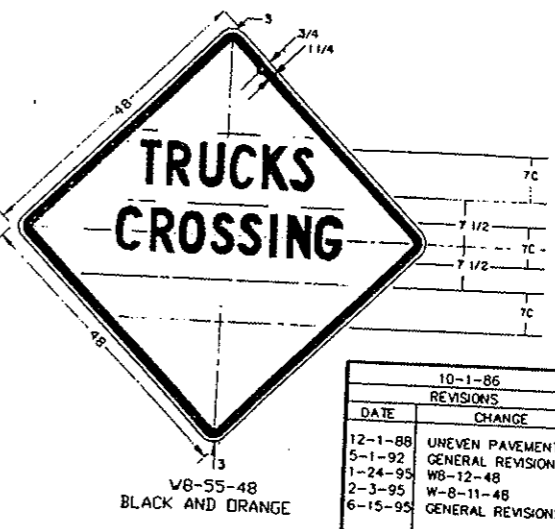 3
3/4
1 1/4
48
TRUCKS
CROSSING
7C
7 1/2
7C
7 1/2
7C
48
3
W8-55-48
BLACK AND ORANGE
10-1-86
REVISIONS
DATE CHANGE
12-1-88 UNEVEN PAVEMENT
5-1-92 GENERAL REVISION
1-24-95 W8-12-48
2-3-95 W-8-11-48
6-15-95 GENERAL REVISION